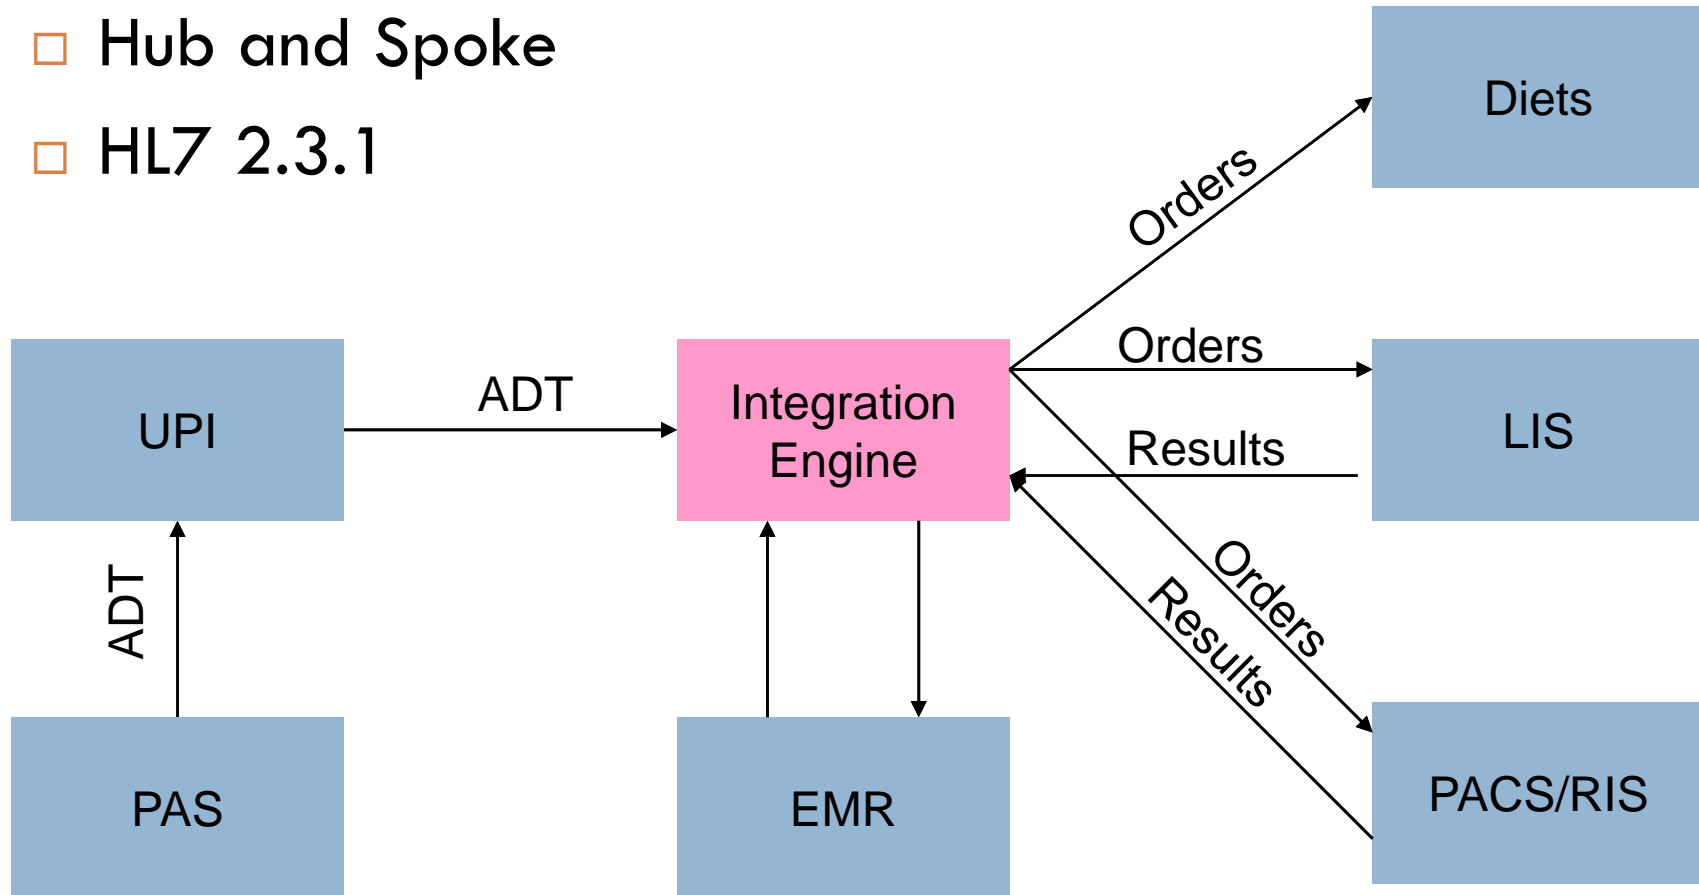 Hub and Spoke
HL7 2.3.1
Diets
Orders
Orders
ADT
Integration
Engine
UPI
Results
LIS
ADT
Orders
Results
PAS
EMR
PACS/RIS